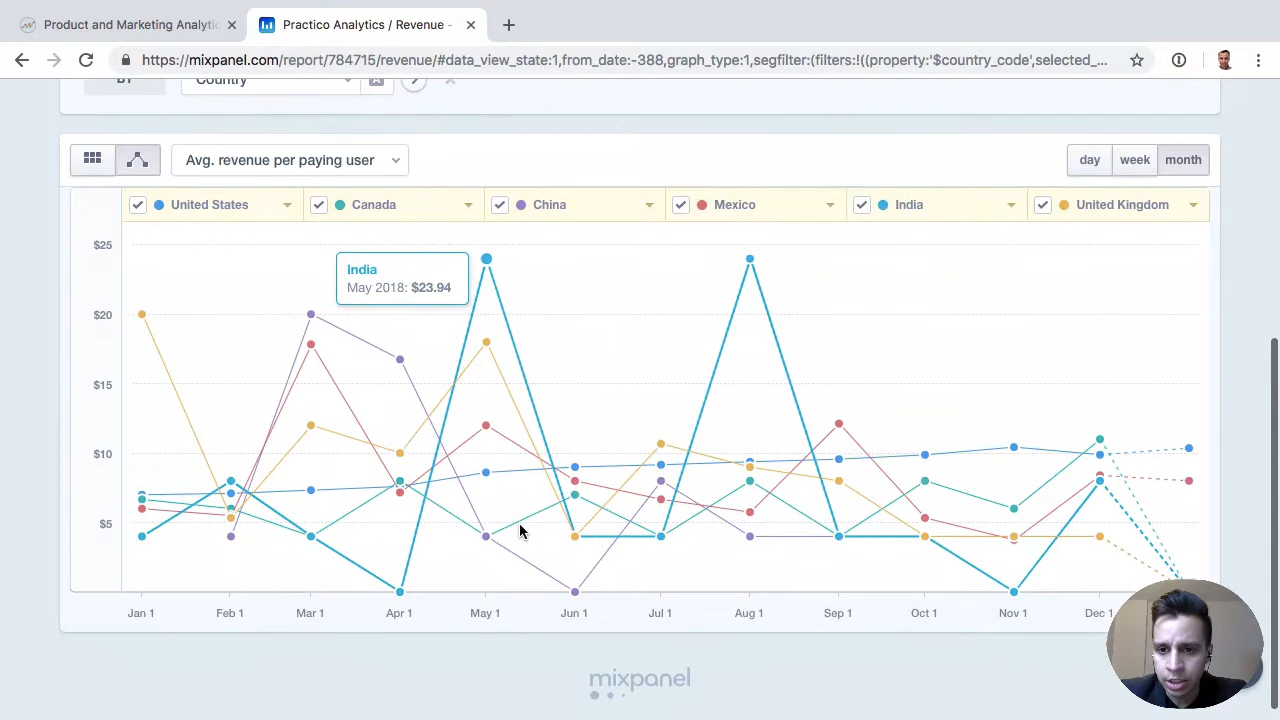 Product and Marketing Analytic
Practico Analytics / Revenue -
https://mixpanel.com/report/784715/revenue/#data_view_state:1,from_date:-388,graph_type:1,segfilter:(filters:!((property:'$country_code',selected_...
BY
Country
Avg. revenue per paying user
day
week
month
United States
Canada
China
Mexico
India
United Kingdom
$25
$20
$15
$10
$5
India
May 2018: $23.94
Jan 1
Feb 1
Mar 1
Apr 1
May 1
Jun 1
Jul 1
Aug 1
Sep 1
Oct 1
Nov 1
Dec 1
mixpanel